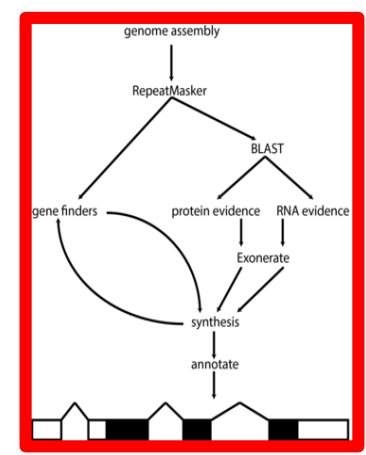 genome assembly
RepeatMasker
BLAST
gene finders
protein evidence
RNA evidence
Exonerate
synthesis
annotate